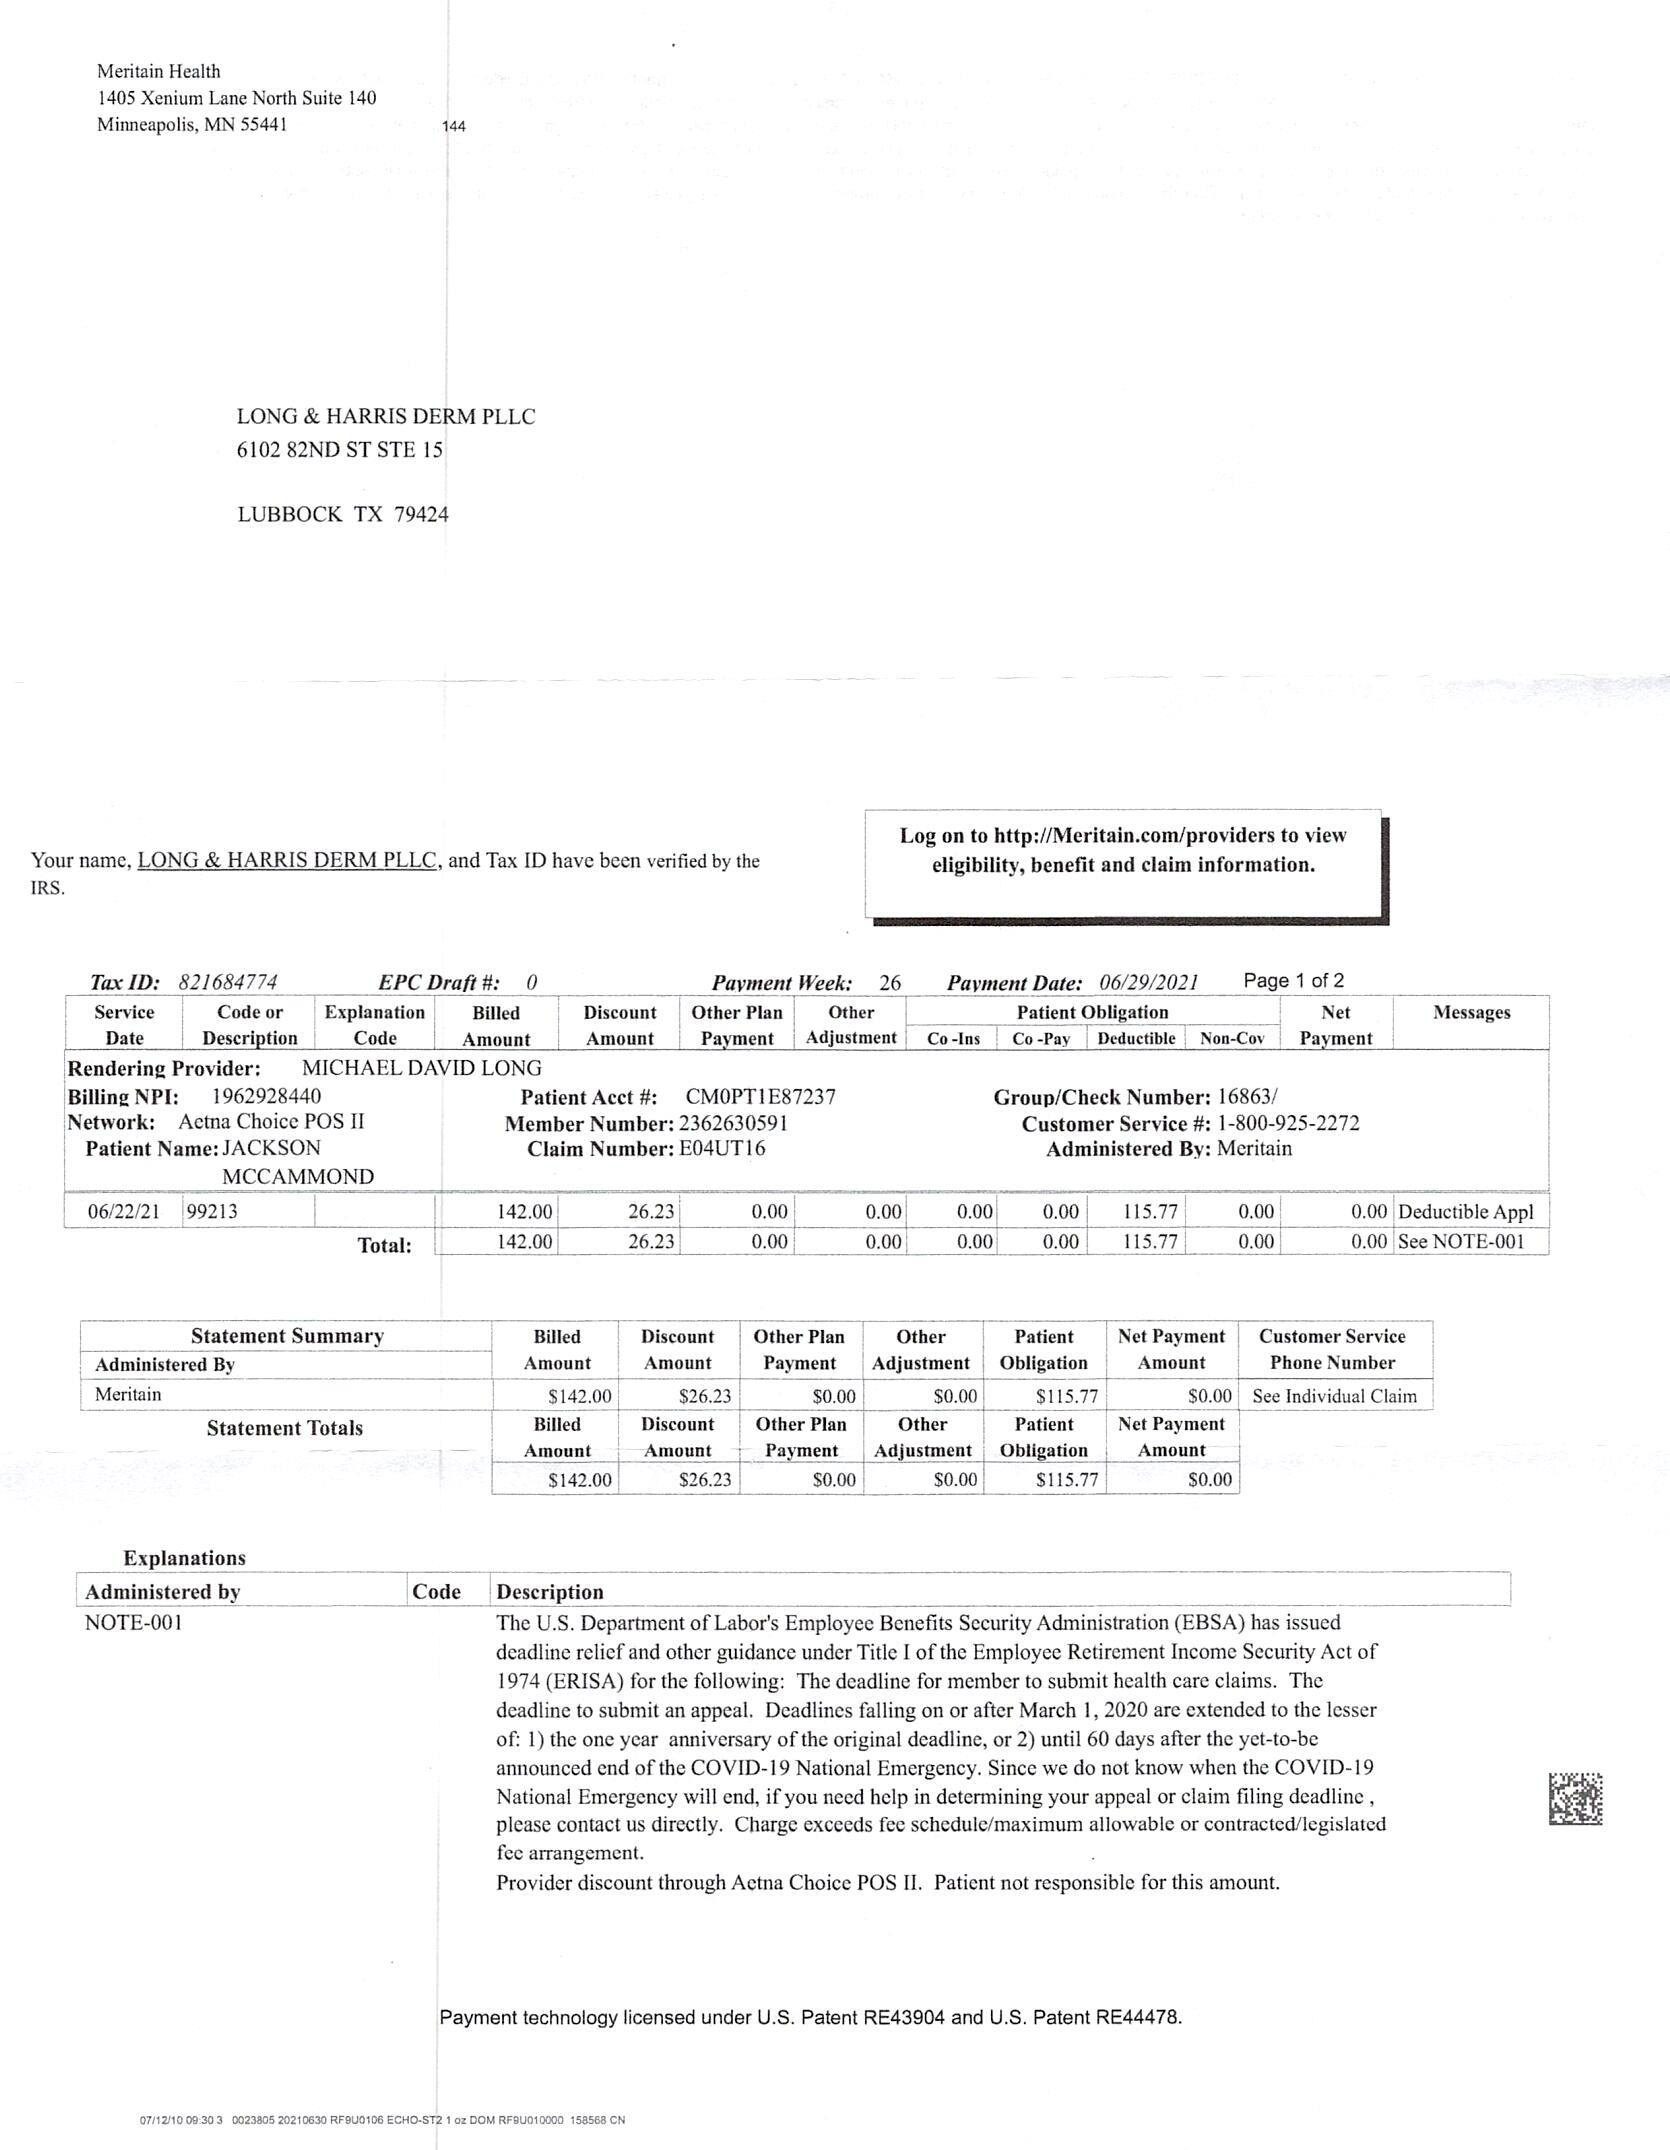 Meritain Health
1405 Xenium Lane North Suite 140
Minneapolis, MN 55441
144
LONG & HARRIS DERM PLLC
6102 82ND ST STE 15
LUBBOCK TX 79424
Log on to http://Meritain.com/providers to view
eligibility, benefit and claim information.
Your name, LONG & HARRIS DERM PLLC, and Tax ID have been verified by the
IRS.
Tax ID: 821684774 EPC Draft #: 0 Payment Week: 26 Payment Date: 06/29/2021 Page 1 of 2
Service Code or Explanation Billed Discount Other Plan Other Patient Obligation Net Messages
Date Description Code Amount Amount Payment Adjustment Co -Ins Co -Pay Deductible Non-Cov Payment
Rendering Provider: MICHAEL DAVID LONG
Billing NPI: 1962928440 Patient Acct #: CM0PT1E87237 Group/Check Number: 16863/
Network: Aetna Choice POS II Member Number: 2362630591 Customer Service #: 1-800-925-2272
Patient Name: JACKSON Claim Number: E04UT16 Administered By: Meritain
MCCAMMOND
06/22/21 99213 142.00 26.23 0.00 0.00 0.00 0.00 115.77 0.00 0.00 Deductible Appl
Total: 142.00 26.23 0.00 0.00 0.00 0.00 115.77 0.00 0.00 See NOTE-001
Statement Summary Billed Discount Other Plan Other Patient Net Payment Customer Service
Administered By Amount Amount Payment Adjustment Obligation Amount Phone Number
Meritain $142.00 $26.23 $0.00 $0.00 $115.77 $0.00 See Individual Claim
Statement Totals Billed Discount Other Plan Other Patient Net Payment
Amount Amount Payment Adjustment Obligation Amount
$142.00 $26.23 $0.00 $0.00 $115.77 $0.00
Explanations
Administered by Code Description
NOTE-001 The U.S. Department of Labor's Employee Benefits Security Administration (EBSA) has issued
deadline relief and other guidance under Title I of the Employee Retirement Income Security Act of
1974 (ERISA) for the following: The deadline for member to submit health care claims. The
deadline to submit an appeal. Deadlines falling on or after March 1, 2020 are extended to the lesser
of: 1) the one year anniversary of the original deadline, or 2) until 60 days after the yet-to-be
announced end of the COVID-19 National Emergency. Since we do not know when the COVID-19
National Emergency will end, if you need help in determining your appeal or claim filing deadline ,
please contact us directly. Charge exceeds fee schedule/maximum allowable or contracted/legislated
fee arrangement.
Provider discount through Aetna Choice POS II. Patient not responsible for this amount.
Payment technology licensed under U.S. Patent RE43904 and U.S. Patent RE44478.
07/12/10 09:30 3 0023805 20210630 RF9U0106 ECHO-ST2 1 oz DOM RF9U010000 158568 CN